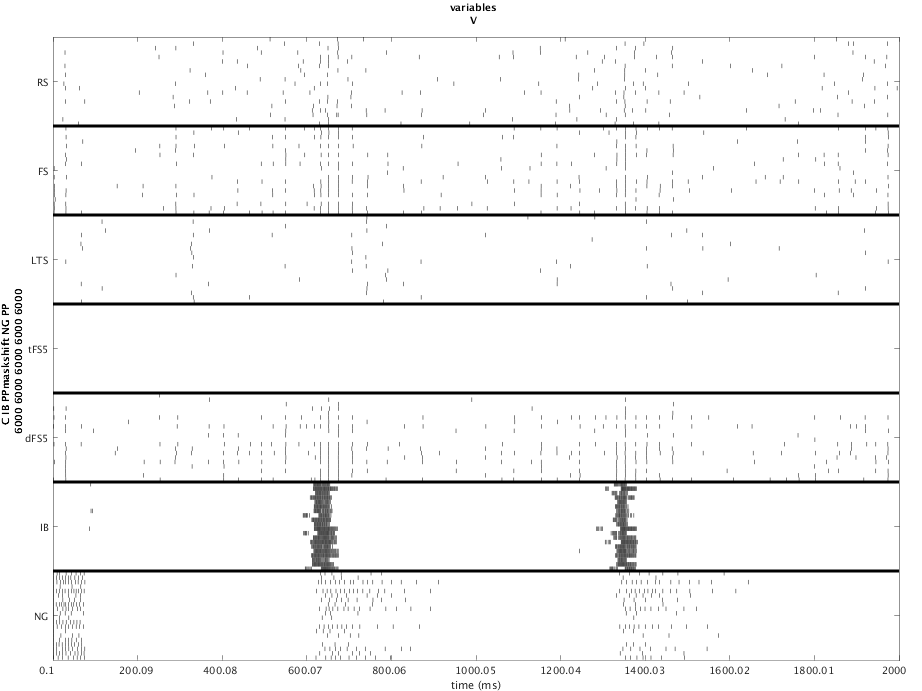 variables
V
RS
FS
LTS
tFS5
dFS5
IB
NG
C IB PPmaskshift NG PP
6000 6000 6000 6000 6000
0.1 200.09 400.08 600.07 800.06 1000.05 1200.04 1400.03 1600.02 1800.01 2000
time (ms)